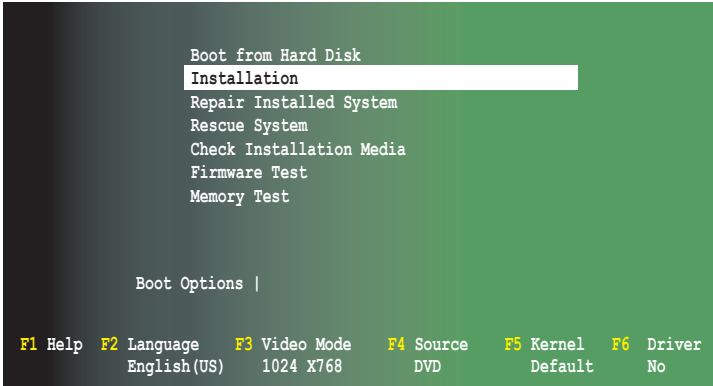 Boot from Hard Disk
Installation
Repair Installed System
Rescue System
Check Installation Media
Firmware Test
Memory Test
Boot Options |
F1 Help F2 Language F3 Video Mode F4 Source F5 Kernel F6 Driver
English(US) 1024 X768 DVD Default No